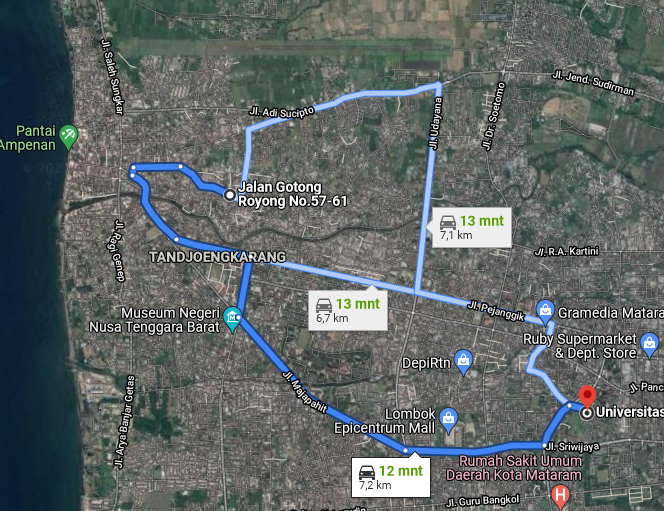 Jl. Saleh Sungkar
Jl. Jend. Sudirman
Jl. Adi Sucipto
Jl. Udayana
Jl. Dr. Soetomo
Pantai
Ampenan
Jalan Gotong
Royong No.57-61
13 mnt
7,1 km
Jl. Ragi Genep
TANDJOENGKARANG
Jl. R.A. Kartini
13 mnt
6,7 km
Jl. Pejanggik
Gramedia Matara
Museum Negeri
Nusa Tenggara Barat
Ruby Supermarket
& Dept. Store
DepiRtn
Jl. Majapahit
Jl. Panc
Jl. Arya Banjar Getas
Lombok
Epicentrum Mall
Universitas
Jl. Sriwijaya
Rumah Sakit Umum
Daerah Kota Mataram
12 mnt
7,2 km
Jl. Guru Bangkol
H